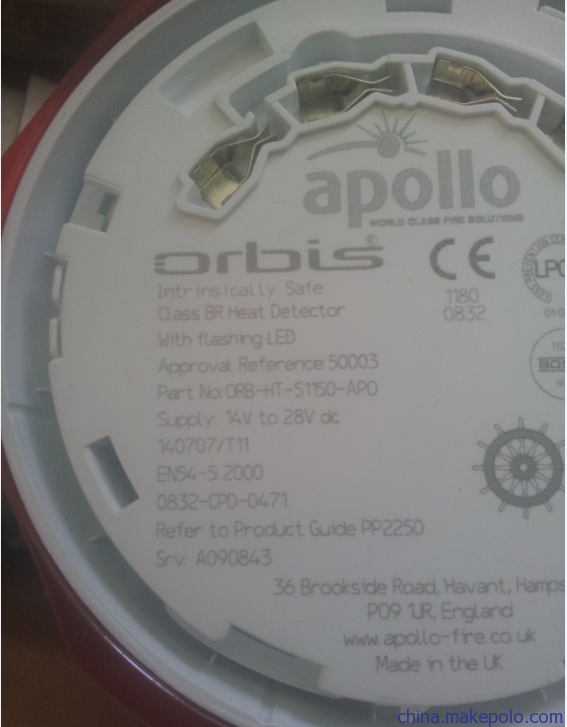 apollo
WORLD CLASS FIRE SOLUTIONS
orbis®
CE
LPC
Intrinsically Safe
1180
Class BR Heat Detector
0832
With flashing LED
Approval Reference: 50003
Part No: ORB-HT-51150-APO
Supply: 14V to 28V dc
140707/T11
EN54-5: 2000
0832-CPD-0471
Refer to Product Guide PP2250
Srv: A090843
36 Brookside Road, Havant, Hamps
PO9 1JR, England
www.apollo-fire.co.uk
Made in the UK
china.makepolo.com